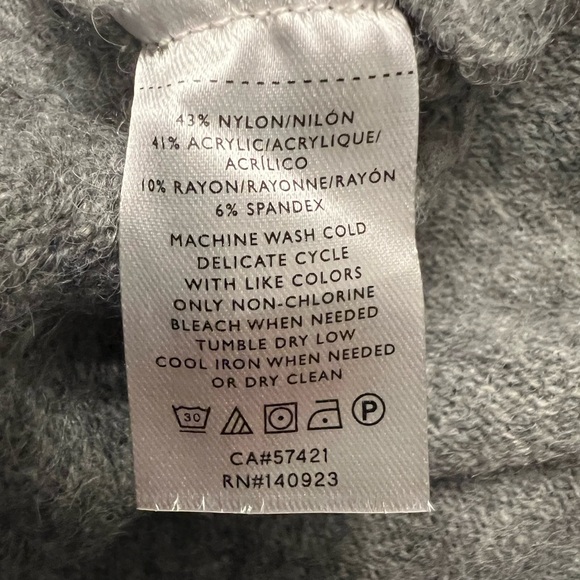 43% NYLON/NILÓN
41% ACRYLIC/ACRYLIQUE/
ACRÍLICO
10% RAYON/RAYONNE/RAYÓN
6% SPANDEX
MACHINE WASH COLD
DELICATE CYCLE
WITH LIKE COLORS
ONLY NON-CHLORINE
BLEACH WHEN NEEDED
TUMBLE DRY LOW
COOL IRON WHEN NEEDED
OR DRY CLEAN
30 P
CA#57421
RN#140923